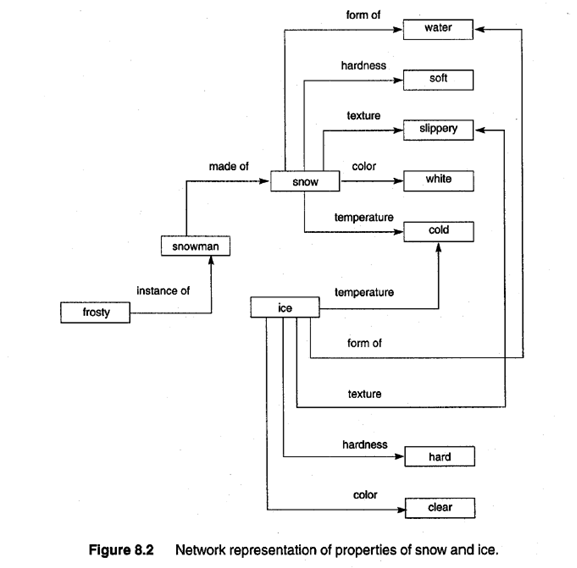 form of
water
hardness
soft
texture
slippery
made of
color
snow
white
temperature
cold
snowman
instance of
temperature
frosty
ice
form of
texture
hardness
hard
color
clear
Figure 8.2 Network representation of properties of snow and ice.